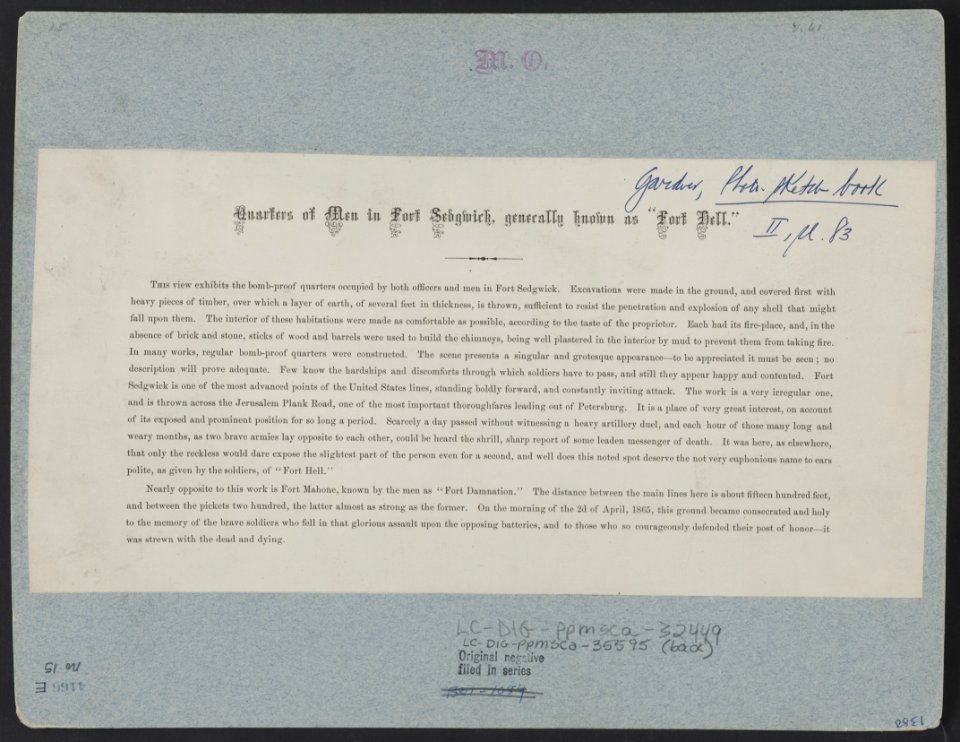 15
M. O.
Gardner, Photo. sketch book
II, pl. 83
Quarters of Men in Fort Sedgwick, generally known as "Fort Hell."
This view exhibits the bomb-proof quarters occupied by both officers and men in Fort Sedgwick. Excavations were made in the ground, and covered first with
heavy pieces of timber, over which a layer of earth, of several feet in thickness, is thrown, sufficient to resist the penetration and explosion of any shell that might
fall upon them. The interior of these habitations were made as comfortable as possible, according to the taste of the proprietor. Each had its fire-place, and, in the
absence of brick and stone, sticks of wood and barrels were used to build the chimneys, being well plastered in the interior by mud to prevent them from taking fire.
In many works, regular bomb-proof quarters were constructed. The scene presents a singular and grotesque appearance—to be appreciated it must be seen; no
description will prove adequate. Few know the hardships and discomforts through which soldiers have to pass, and still they appear happy and contented. Fort
Sedgwick is one of the most advanced points of the United States lines, standing boldly forward, and constantly inviting attack. The work is a very irregular one,
and is thrown across the Jerusalem Plank Road, one of the most important thoroughfares leading out of Petersburg. It is a place of very great interest, on account
of its exposed and prominent position for so long a period. Scarcely a day passed without witnessing a heavy artillery duel, and each hour of those many long and
weary months, as two brave armies lay opposite to each other, could be heard the shrill, sharp report of some leaden messenger of death. It was here, as elsewhere,
that only the reckless would dare expose the slightest part of the person even for a second, and well does this noted spot deserve the not very euphonious name to ears
polite, as given by the soldiers, of "Fort Hell."
Nearly opposite to this work is Fort Mahone, known by the men as "Fort Damnation." The distance between the main lines here is about fifteen hundred feet,
and between the pickets two hundred, the latter almost as strong as the former. On the morning of the 2d of April, 1865, this ground became consecrated and holy
to the memory of the brave soldiers who fell in that glorious assault upon the opposing batteries, and to those who so courageously defended their post of honor—it
was strewn with the dead and dying.
LC-DIG-ppmsca-32449
LC-DIG-ppmsca-35595 (back)
Original negative
filed in series
No 15
4166 E